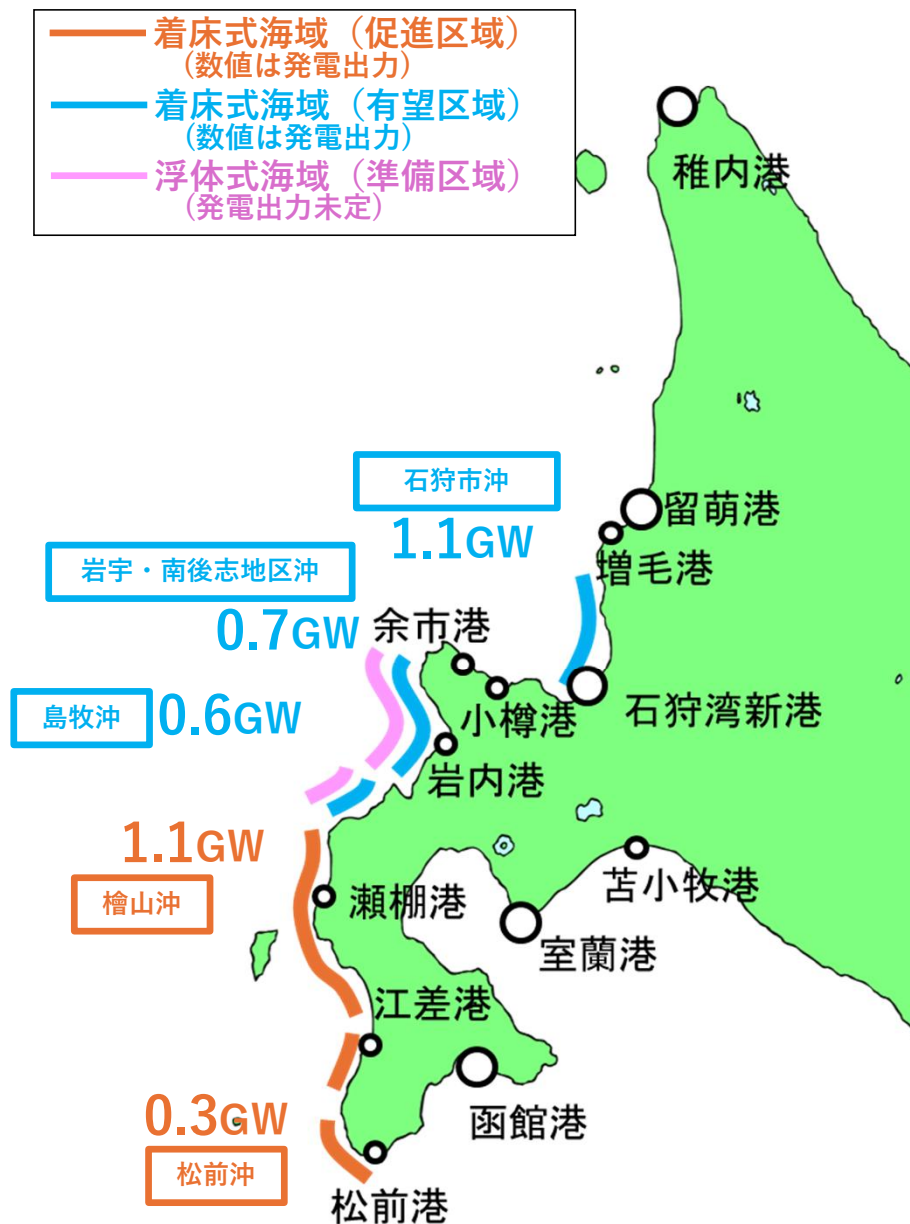 着床式海域（促進区域）
（数値は発電出力）
着床式海域（有望区域）
（数値は発電出力）
浮体式海域（準備区域）
（発電出力未定）
稚内港
石狩市沖
留萌港
1.1GW
増毛港
岩宇・南後志地区沖
0.7GW
余市港
島牧沖
0.6GW
小樽港
石狩湾新港
岩内港
1.1GW
檜山沖
瀬棚港
苫小牧港
室蘭港
江差港
0.3GW
函館港
松前沖
松前港